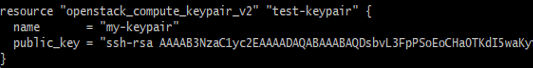 resource "openstack_compute_keypair_v2" "test-keypair" {
name = "my-keypair"
public_key = "ssh-rsa AAAAB3NzaC1yc2EAAAADAQABAAABAQDsbvL3FpPSoEoCHaOTKdI5waKy
}